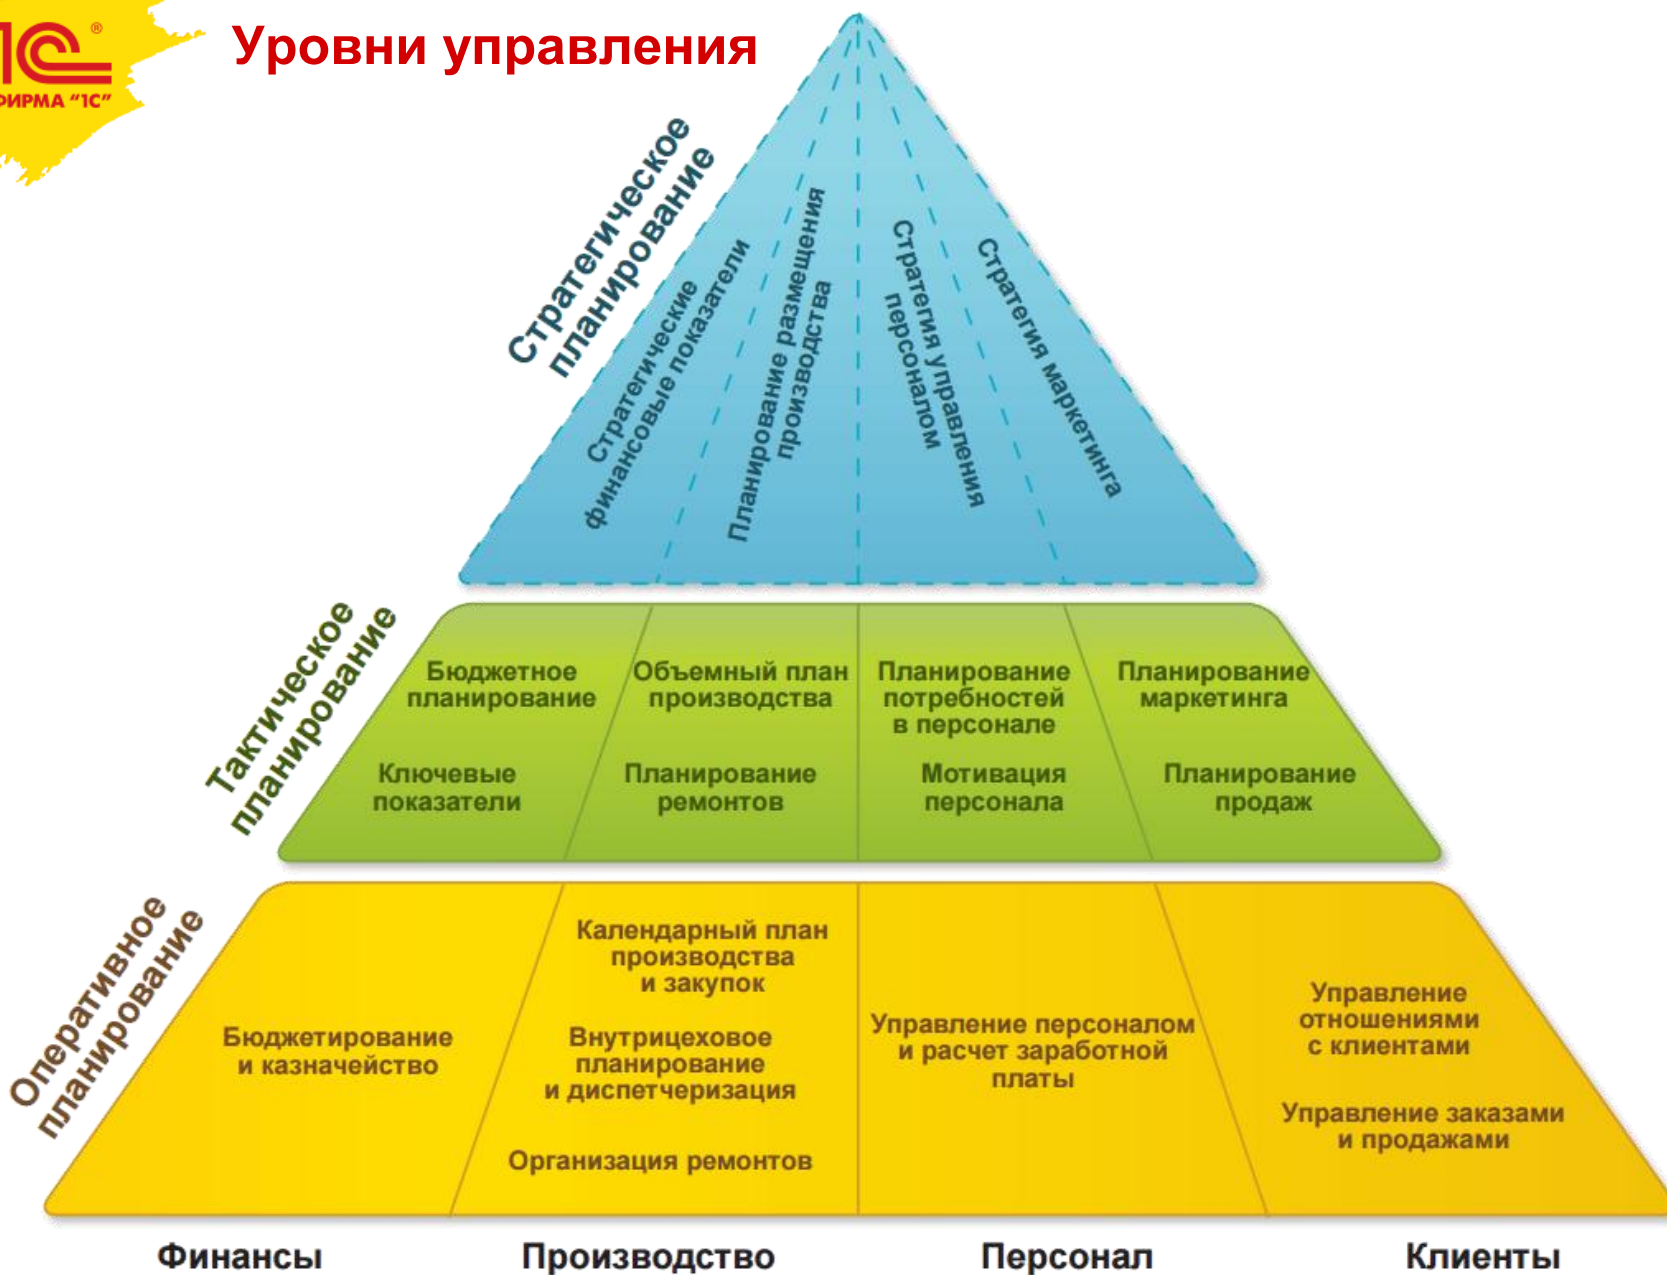 1С®
ФИРМА “1С”
Уровни управления
Стратегическое
планирование
Стратегические
финансовые показатели
Планирование размещения
производства
Стратегия управления
персоналом
Стратегия маркетинга
Тактическое
планирование
Бюджетное
планирование
Ключевые
показатели
Объемный план
производства
Планирование
ремонтов
Планирование
потребностей
в персонале
Мотивация
персонала
Планирование
маркетинга
Планирование
продаж
Оперативное
планирование
Бюджетирование
и казначейство
Календарный план
производства
и закупок
Внутрицеховое
планирование
и диспетчеризация
Организация ремонтов
Управление персоналом
и расчет заработной
платы
Управление
отношениями
с клиентами
Управление заказами
и продажами
Финансы
Производство
Персонал
Клиенты